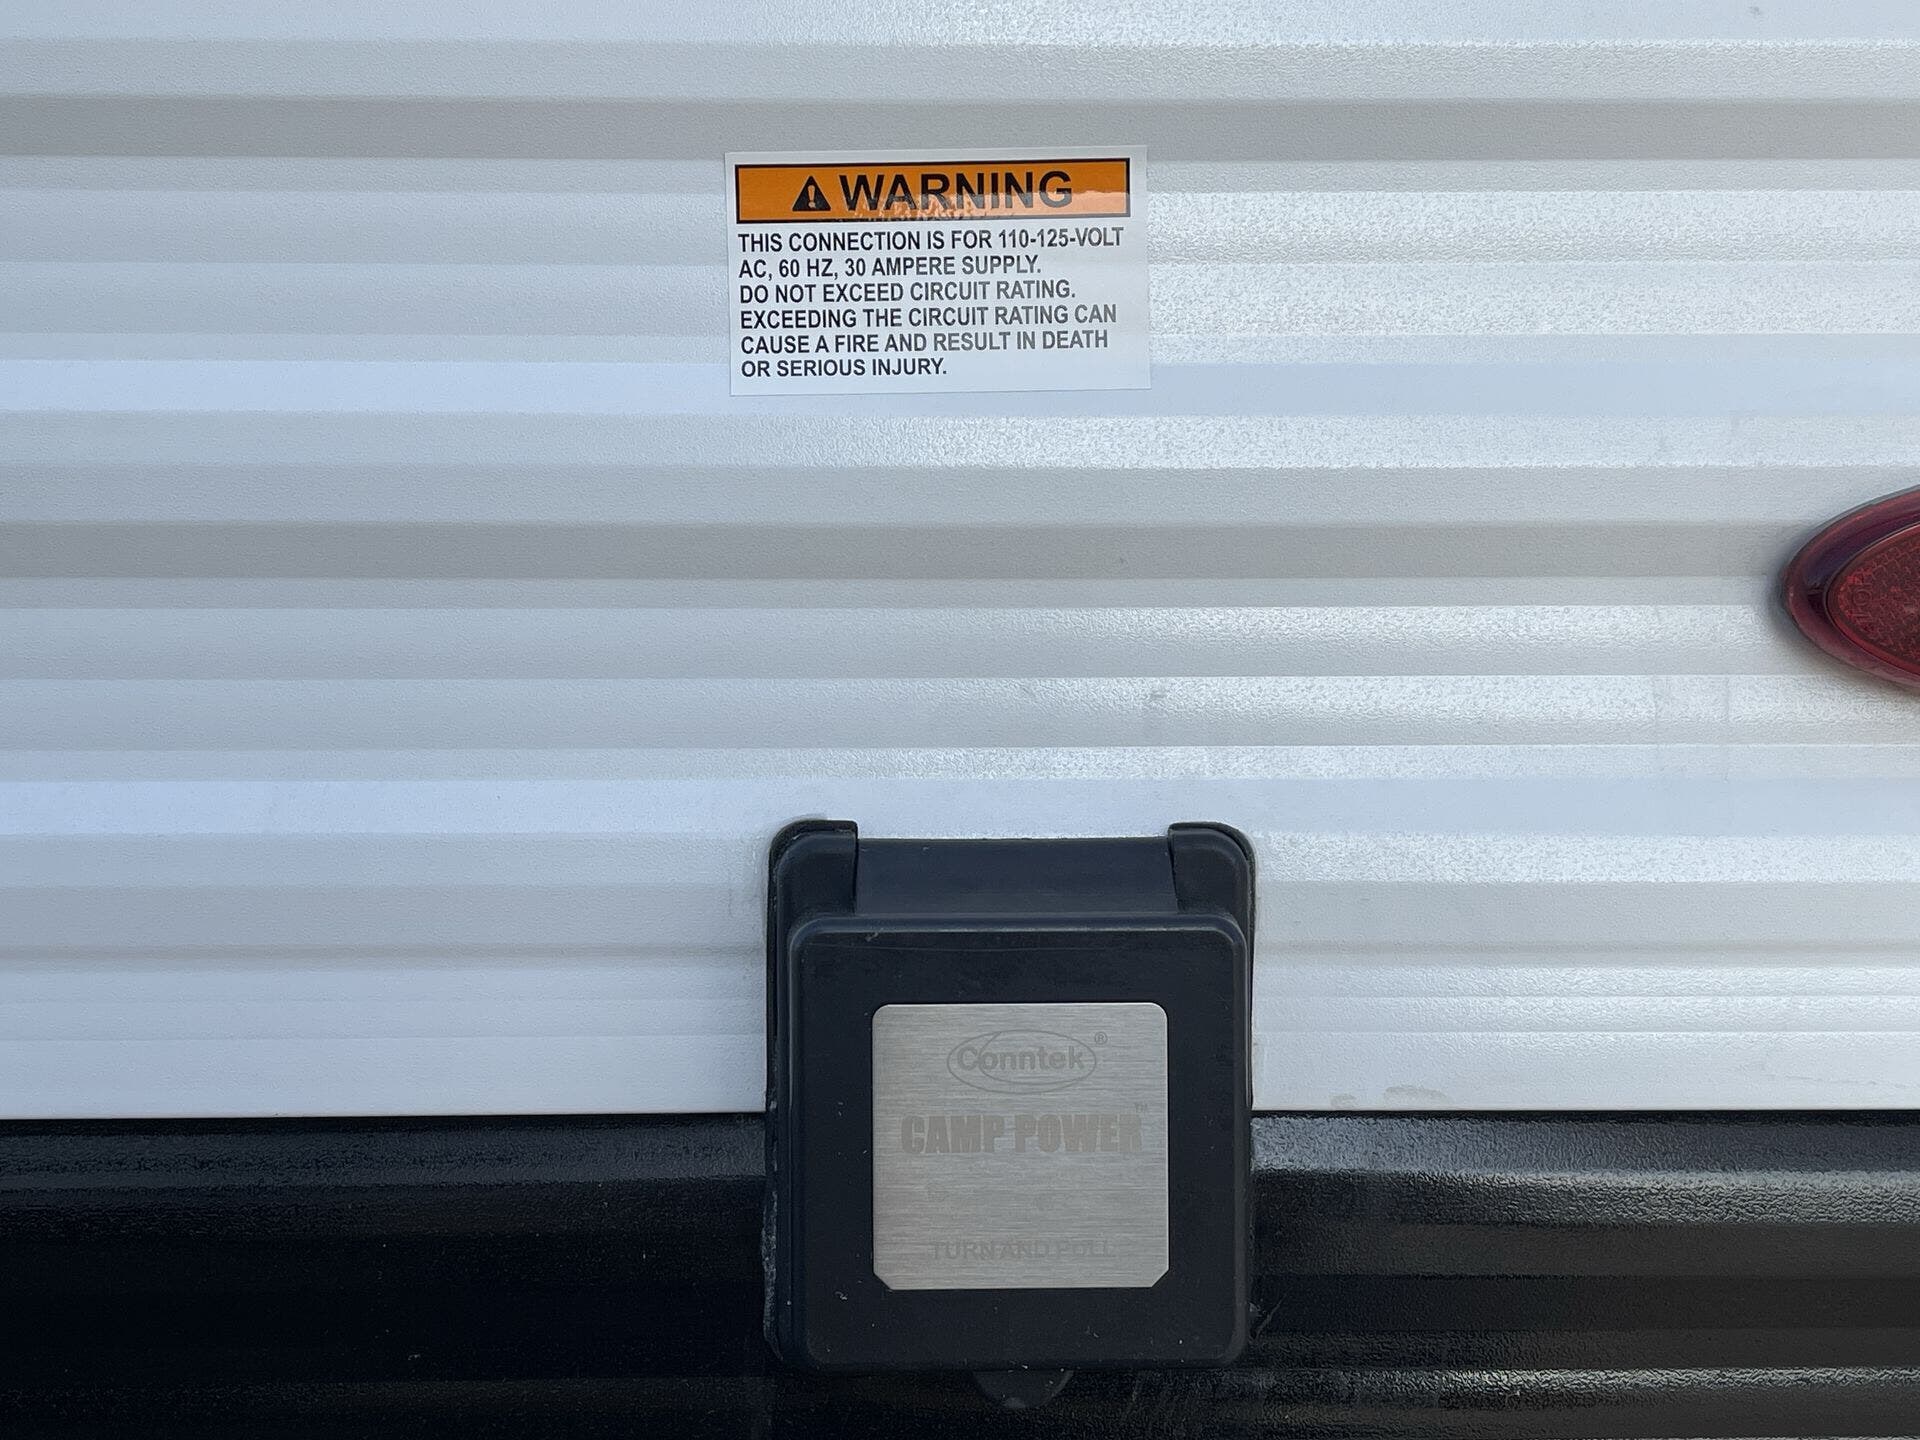 WARNING
THIS CONNECTION IS FOR 110-125-VOLT
AC, 60 HZ, 30 AMPERE SUPPLY.
DO NOT EXCEED CIRCUIT RATING.
EXCEEDING THE CIRCUIT RATING CAN
CAUSE A FIRE AND RESULT IN DEATH
OR SERIOUS INJURY.
Conntek®
CAMP POWER™
TURN AND PULL